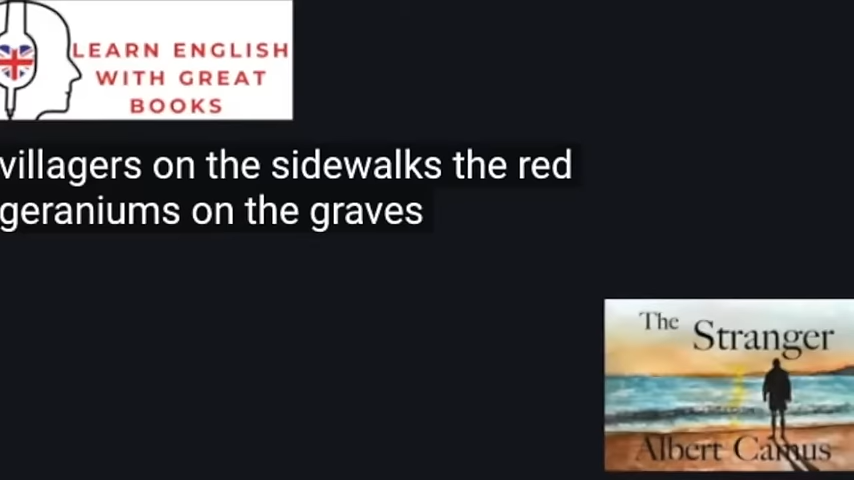 LEARN ENGLISH
WITH GREAT
BOOKS
villagers on the sidewalks the red
geraniums on the graves
The Stranger
Albert Camus